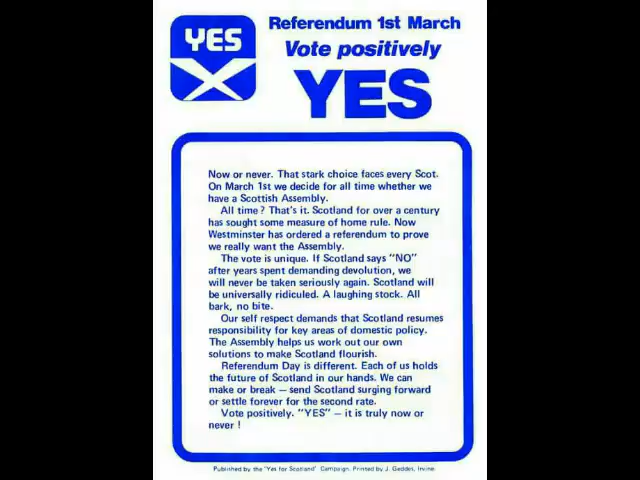 YES
Referendum 1st March
Vote positively
YES
Now or never. That stark choice faces every Scot.
On March 1st we decide for all time whether we
have a Scottish Assembly.
All time? That's it. Scotland for over a century
has sought some measure of home rule. Now
Westminster has ordered a referendum to prove
we really want the Assembly.
The vote is unique. If Scotland says "NO"
after years spent demanding devolution, we
will never be taken seriously again. Scotland will
be universally ridiculed. A laughing stock. All
bark, no bite.
Our self respect demands that Scotland resumes
responsibility for key areas of domestic policy.
The Assembly helps us work out our own
solutions to make Scotland flourish.
Referendum Day is different. Each of us holds
the future of Scotland in our hands. We can
make or break — send Scotland surging forward
or settle forever for the second rate.
Vote positively. "YES" — it is truly now or
never!
Published by the 'Yes for Scotland' Campaign. Printed by J. Geddes, Irvine.